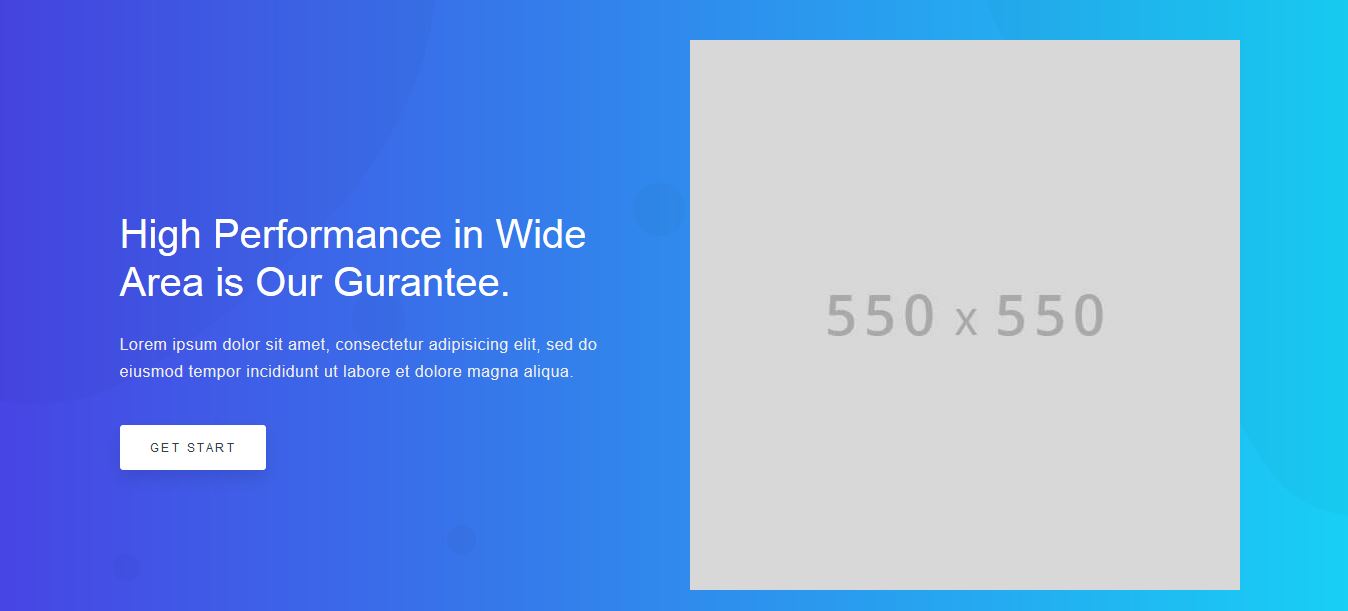 High Performance in Wide
Area is Our Gurantee.
Lorem ipsum dolor sit amet, consectetur adipisicing elit, sed do
eiusmod tempor incididunt ut labore et dolore magna aliqua.
GET START
550 x 550